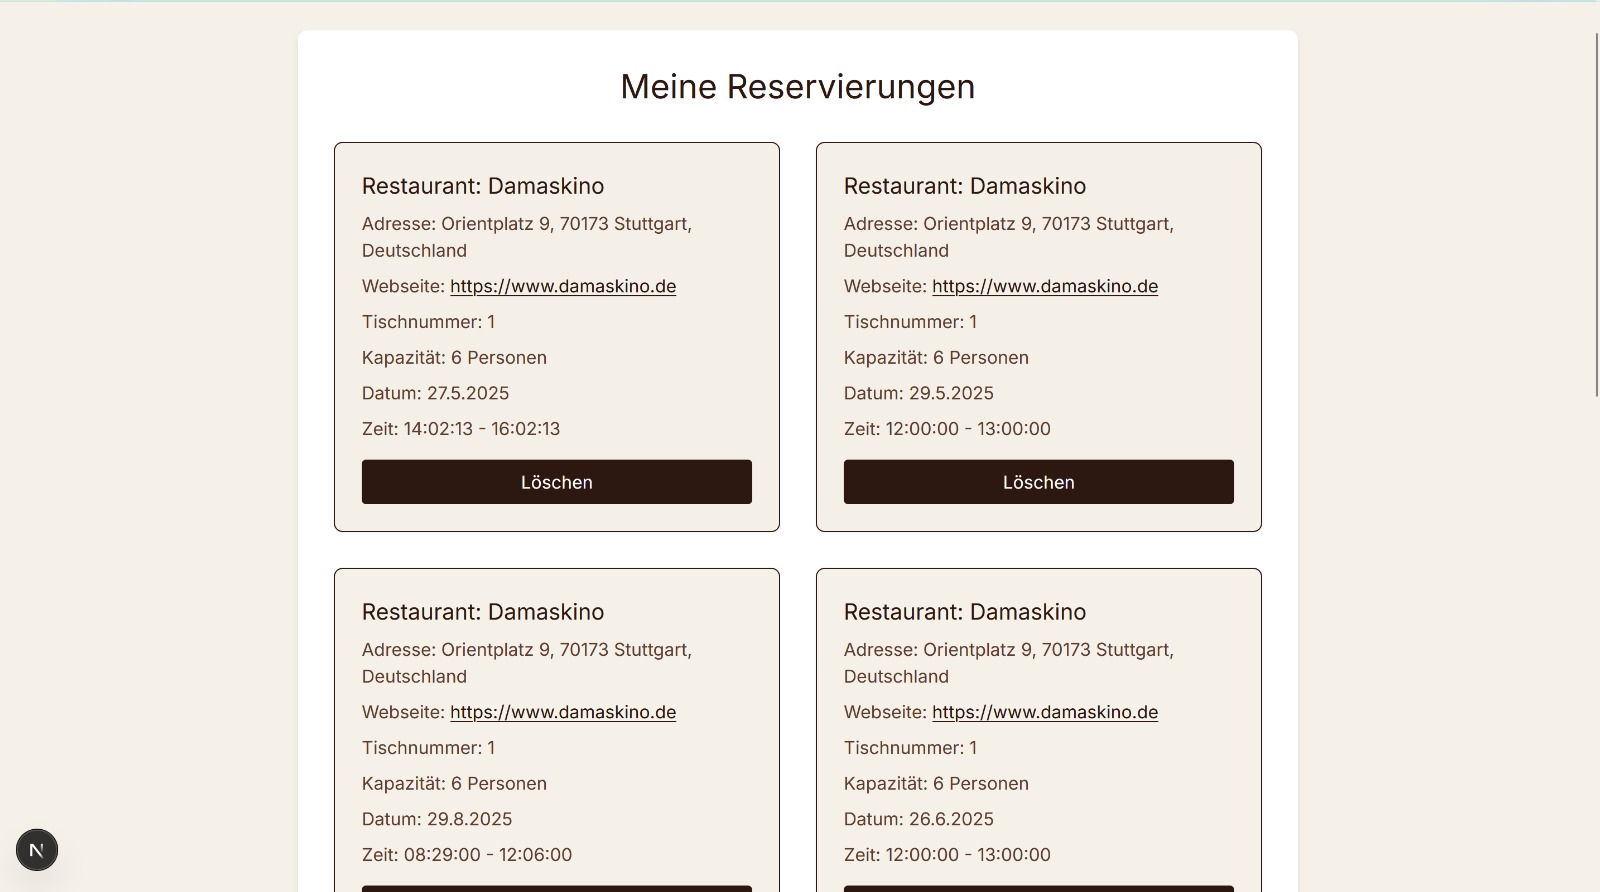 Meine Reservierungen
Restaurant: Damaskino
Adresse: Orientplatz 9, 70173 Stuttgart,
Deutschland
Webseite: https://www.damaskino.de
Tischnummer: 1
Kapazität: 6 Personen
Datum: 27.5.2025
Zeit: 14:02:13 - 16:02:13
Löschen
Restaurant: Damaskino
Adresse: Orientplatz 9, 70173 Stuttgart,
Deutschland
Webseite: https://www.damaskino.de
Tischnummer: 1
Kapazität: 6 Personen
Datum: 29.5.2025
Zeit: 12:00:00 - 13:00:00
Löschen
Restaurant: Damaskino
Adresse: Orientplatz 9, 70173 Stuttgart,
Deutschland
Webseite: https://www.damaskino.de
Tischnummer: 1
Kapazität: 6 Personen
Datum: 29.8.2025
Zeit: 08:29:00 - 12:06:00
Restaurant: Damaskino
Adresse: Orientplatz 9, 70173 Stuttgart,
Deutschland
Webseite: https://www.damaskino.de
Tischnummer: 1
Kapazität: 6 Personen
Datum: 26.6.2025
Zeit: 12:00:00 - 13:00:00
N